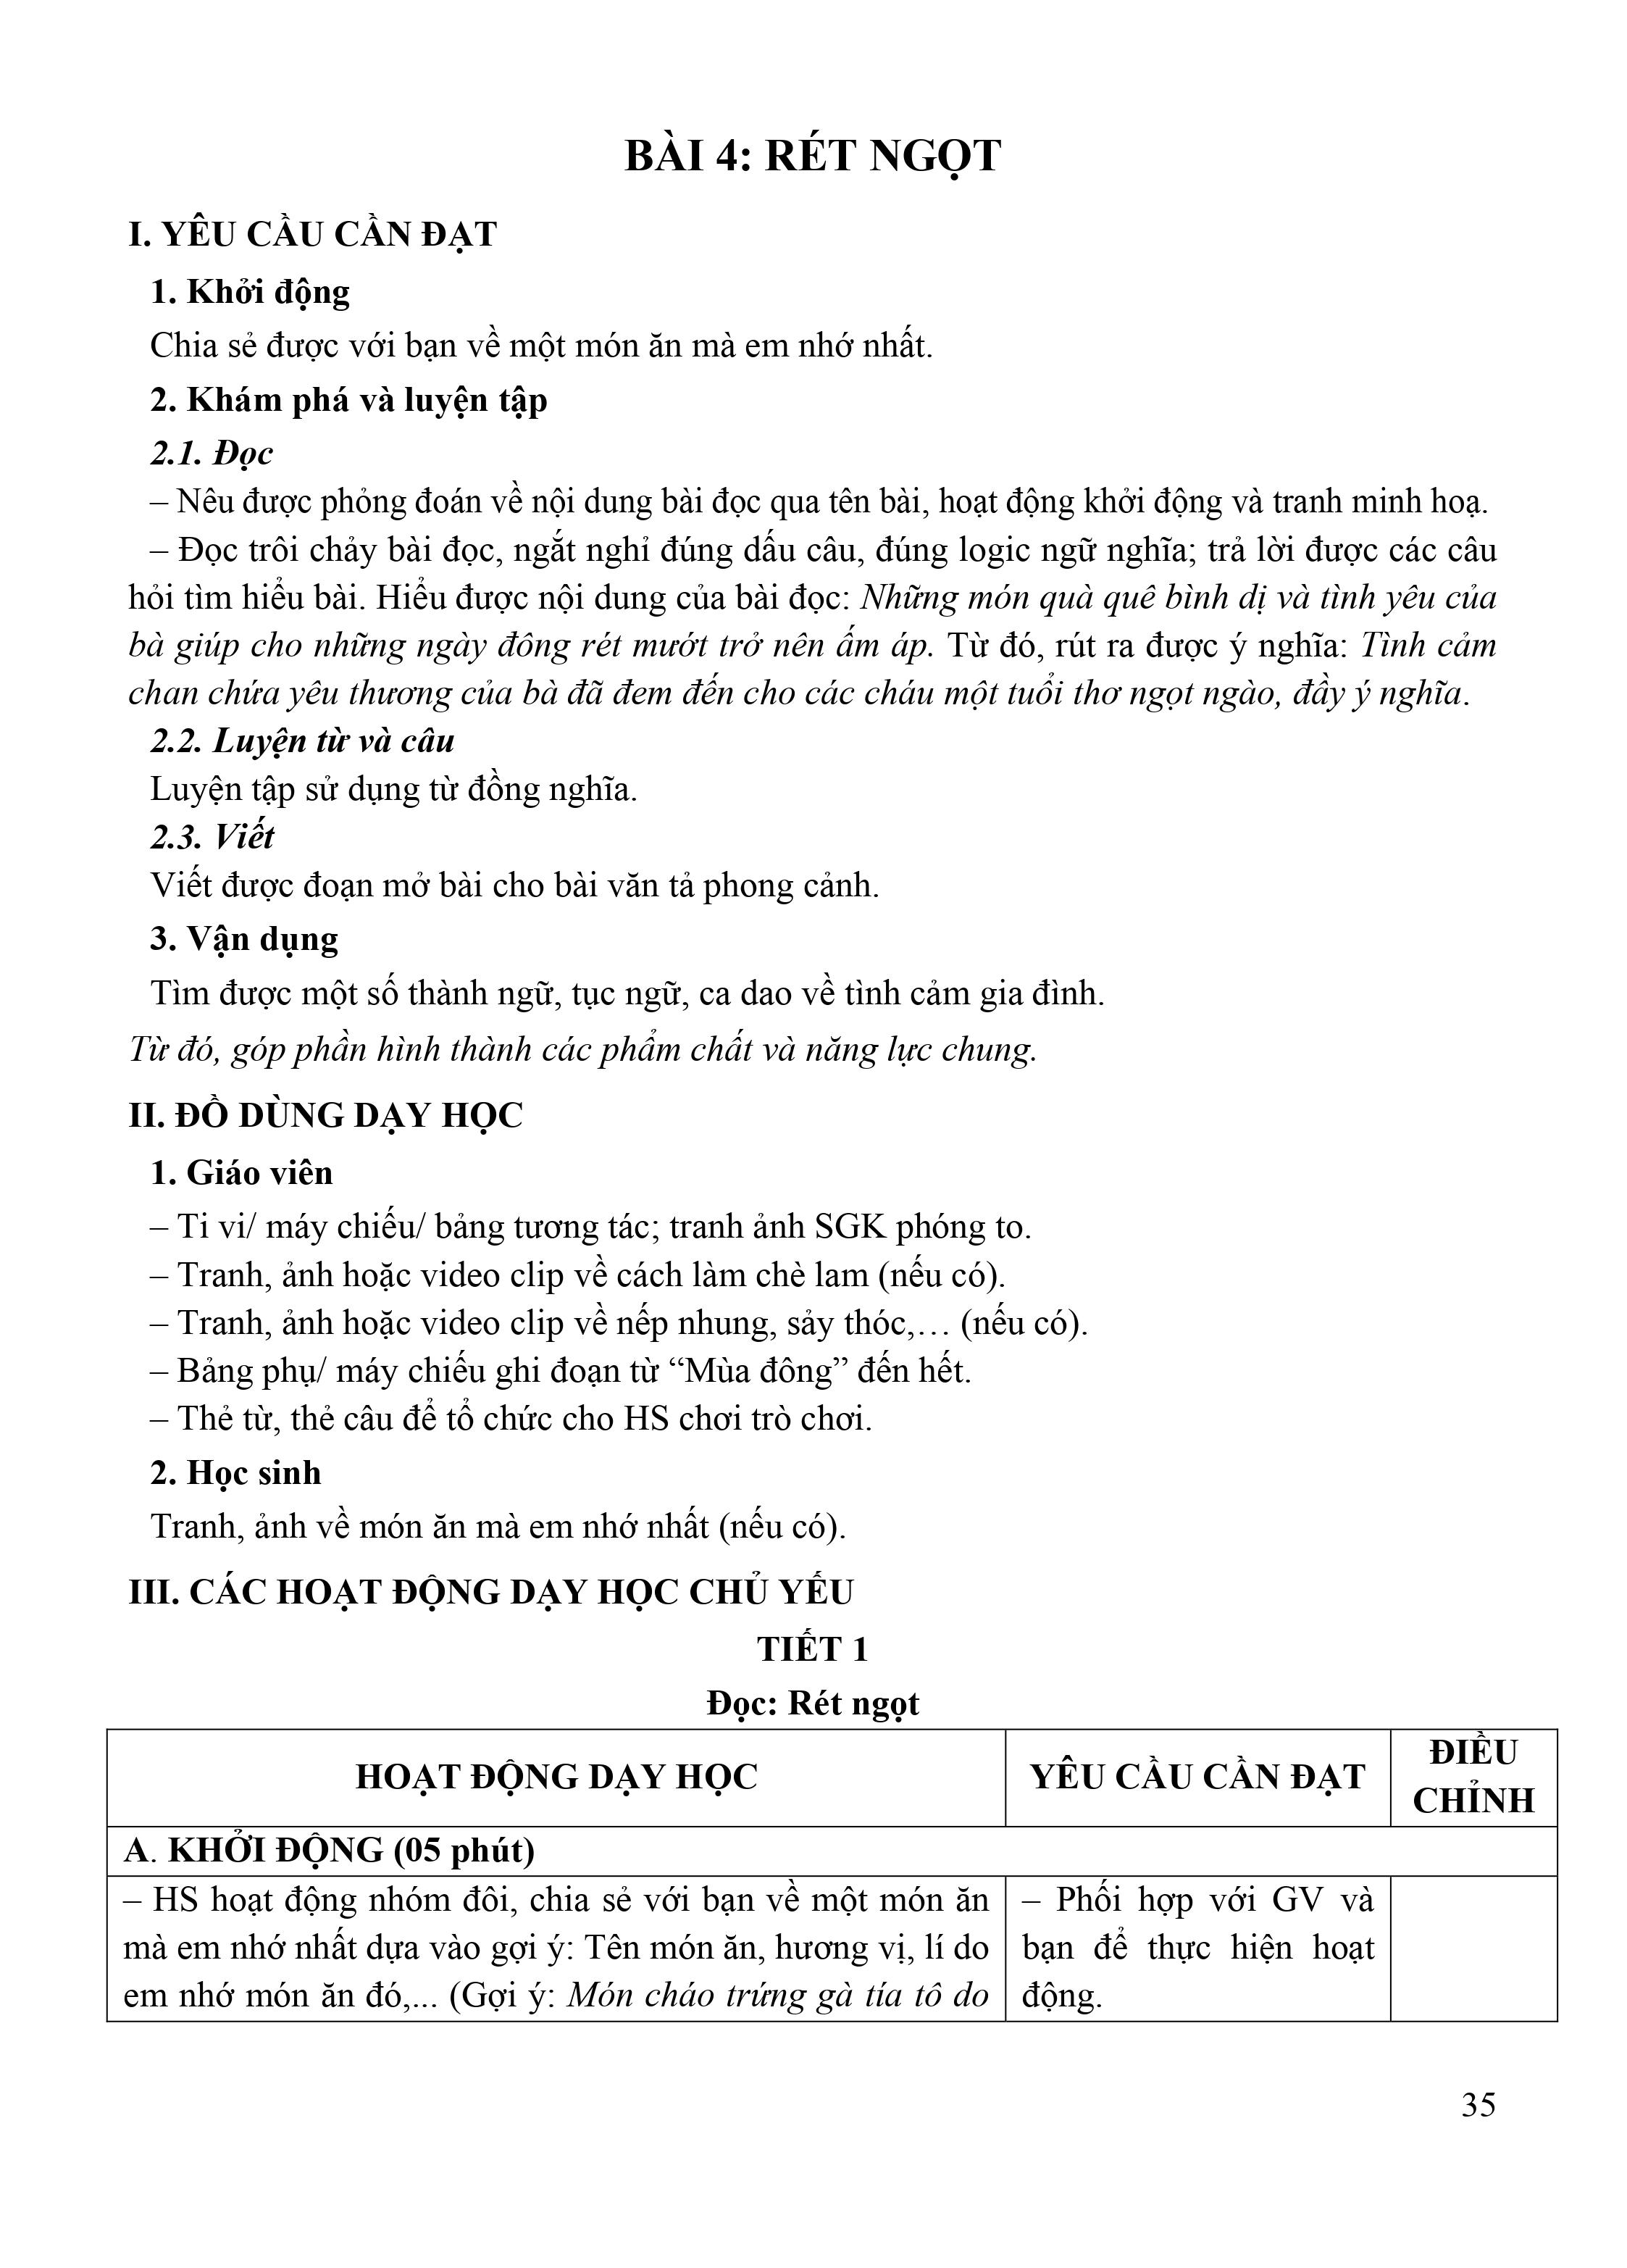 BÀI 4: RÉT NGỌT
I. YÊU CẦU CẦN ĐẠT
1. Khởi động
Chia sẻ được với bạn về một món ăn mà em nhớ nhất.
2. Khám phá và luyện tập
2.1. Đọc
– Nêu được phỏng đoán về nội dung bài đọc qua tên bài, hoạt động khởi động và tranh minh hoạ.
– Đọc trôi chảy bài đọc, ngắt nghỉ đúng dấu câu, đúng logic ngữ nghĩa; trả lời được các câu
hỏi tìm hiểu bài. Hiểu được nội dung của bài đọc: Những món quà quê bình dị và tình yêu của
bà giúp cho những ngày đông rét mướt trở nên ấm áp. Từ đó, rút ra được ý nghĩa: Tình cảm
chan chứa yêu thương của bà đã đem đến cho các cháu một tuổi thơ ngọt ngào, đầy ý nghĩa.
2.2. Luyện từ và câu
Luyện tập sử dụng từ đồng nghĩa.
2.3. Viết
Viết được đoạn mở bài cho bài văn tả phong cảnh.
3. Vận dụng
Tìm được một số thành ngữ, tục ngữ, ca dao về tình cảm gia đình.
Từ đó, góp phần hình thành các phẩm chất và năng lực chung.
II. ĐỒ DÙNG DẠY HỌC
1. Giáo viên
– Ti vi/ máy chiếu/ bảng tương tác; tranh ảnh SGK phóng to.
– Tranh, ảnh hoặc video clip về cách làm chè lam (nếu có).
– Tranh, ảnh hoặc video clip về nếp nhung, sảy thóc,… (nếu có).
– Bảng phụ/ máy chiếu ghi đoạn từ “Mùa đông” đến hết.
– Thẻ từ, thẻ câu để tổ chức cho HS chơi trò chơi.
2. Học sinh
Tranh, ảnh về món ăn mà em nhớ nhất (nếu có).
III. CÁC HOẠT ĐỘNG DẠY HỌC CHỦ YẾU
TIẾT 1
Đọc: Rét ngọt
HOẠT ĐỘNG DẠY HỌC
YÊU CẦU CẦN ĐẠT
ĐIỀU
CHỈNH
A. KHỞI ĐỘNG (05 phút)
– HS hoạt động nhóm đôi, chia sẻ với bạn về một món ăn
mà em nhớ nhất dựa vào gợi ý: Tên món ăn, hương vị, lí do
em nhớ món ăn đó,... (Gợi ý: Món cháo trứng gà tía tô do
– Phối hợp với GV và
bạn để thực hiện hoạt
động.
35